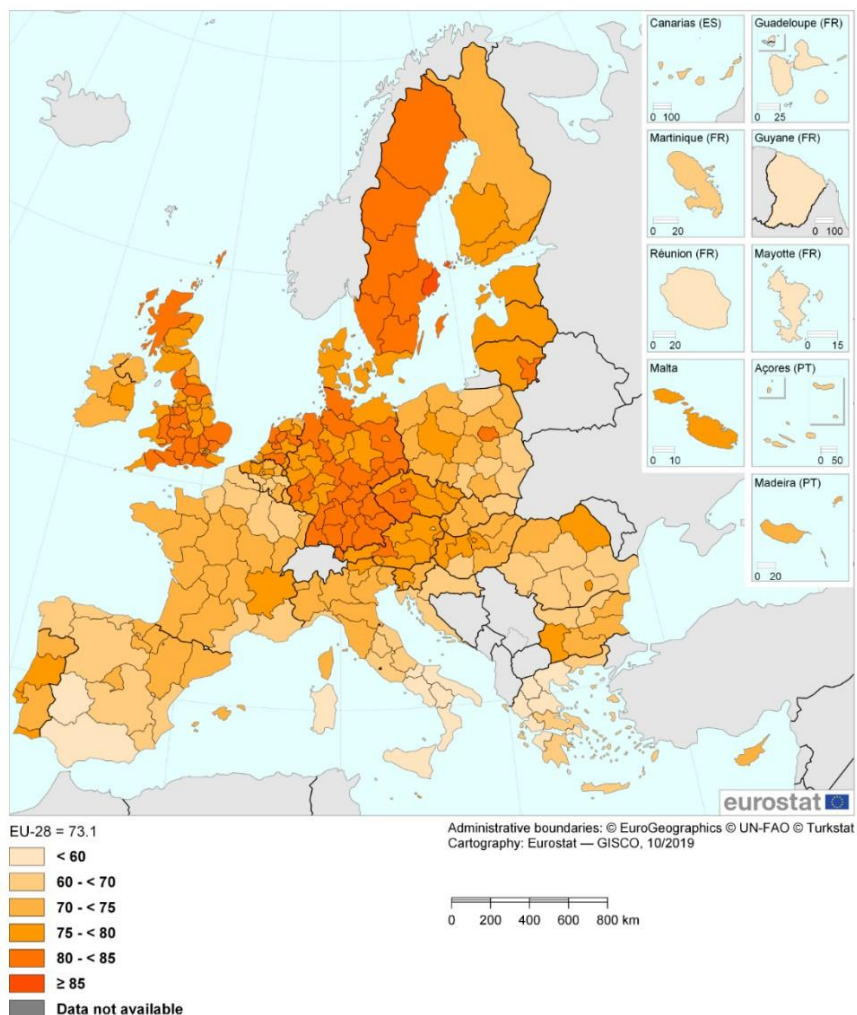 Canarias (ES)
0 100
Guadeloupe (FR)
0 25
Martinique (FR)
0 20
Guyane (FR)
0 100
Réunion (FR)
0 20
Mayotte (FR)
0 15
Malta
0 10
Açores (PT)
0 50
Madeira (PT)
0 20
eurostat
EU-28 = 73.1
Administrative boundaries: © EuroGeographics © UN-FAO © Turkstat
Cartography: Eurostat — GISCO, 10/2019
< 60
60 - < 70
70 - < 75
75 - < 80
80 - < 85
≥ 85
Data not available
0 200 400 600 800 km